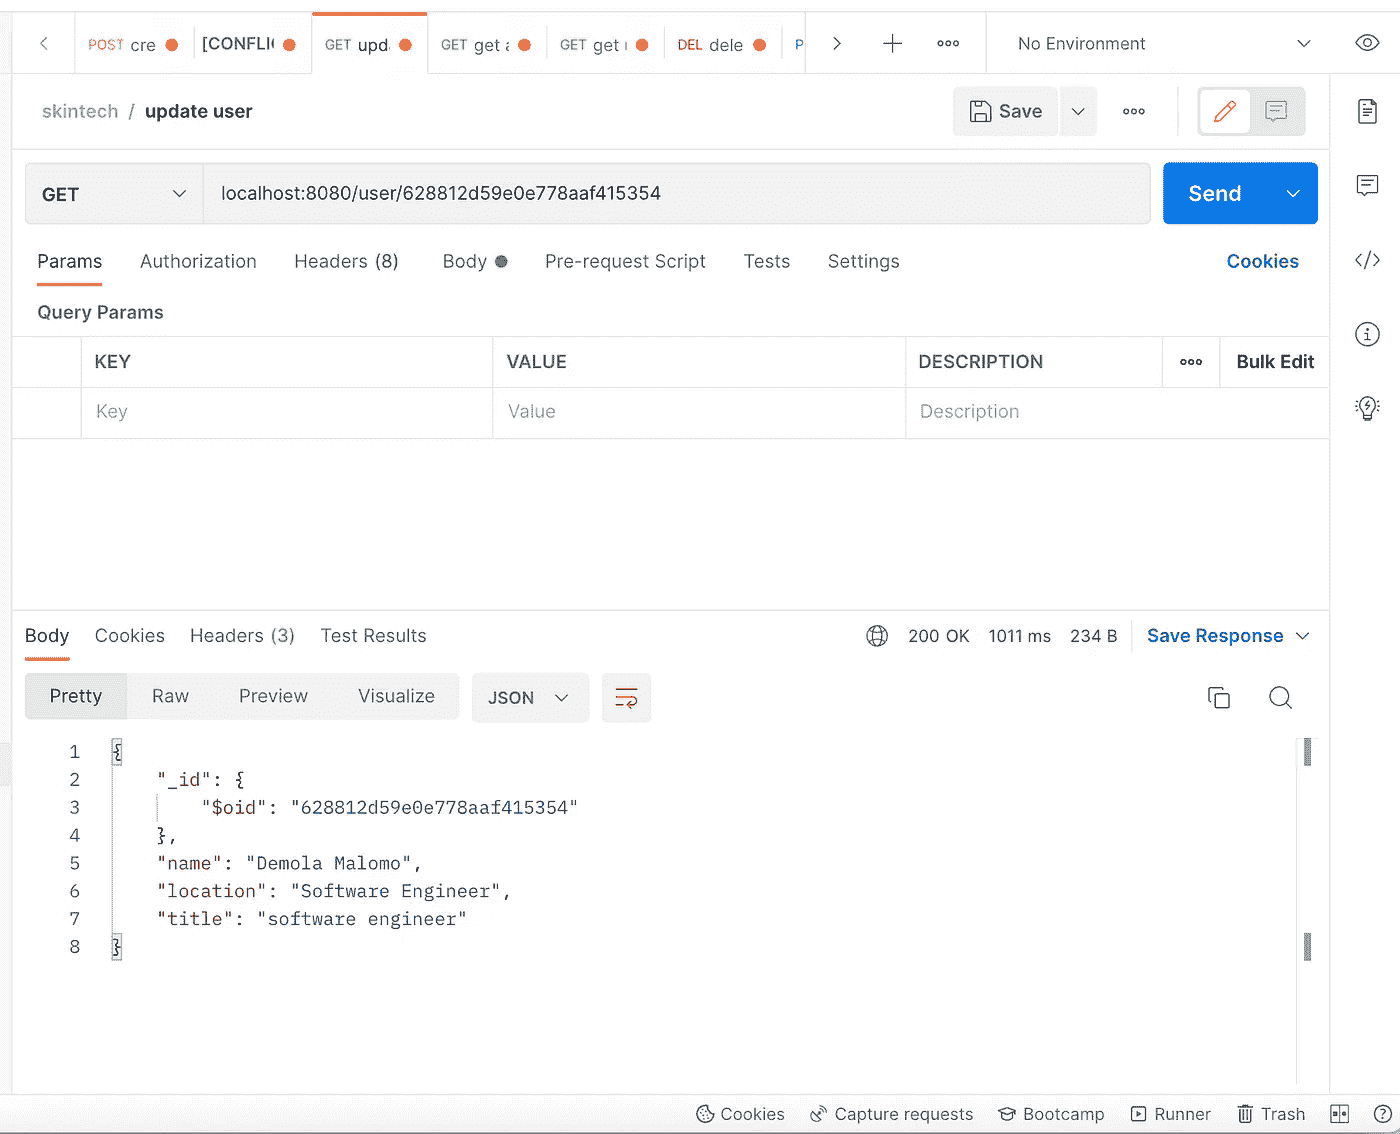 POST cre [CONFLI GET upd GET get a GET get DEL dele P No Environment
skintech / update user Save
GET localhost:8080/user/628812d59e0e778aaf415354 Send
Params Authorization Headers (8) Body Pre-request Script Tests Settings Cookies
Query Params
KEY VALUE DESCRIPTION Bulk Edit
Key Value Description
Body Cookies Headers (3) Test Results 200 OK 1011 ms 234 B Save Response
Pretty Raw Preview Visualize JSON
1 {
2 "_id": {
3 "$oid": "628812d59e0e778aaf415354"
4 },
5 "name": "Demola Malomo",
6 "location": "Software Engineer",
7 "title": "software engineer"
8 }
Cookies Capture requests Bootcamp Runner Trash